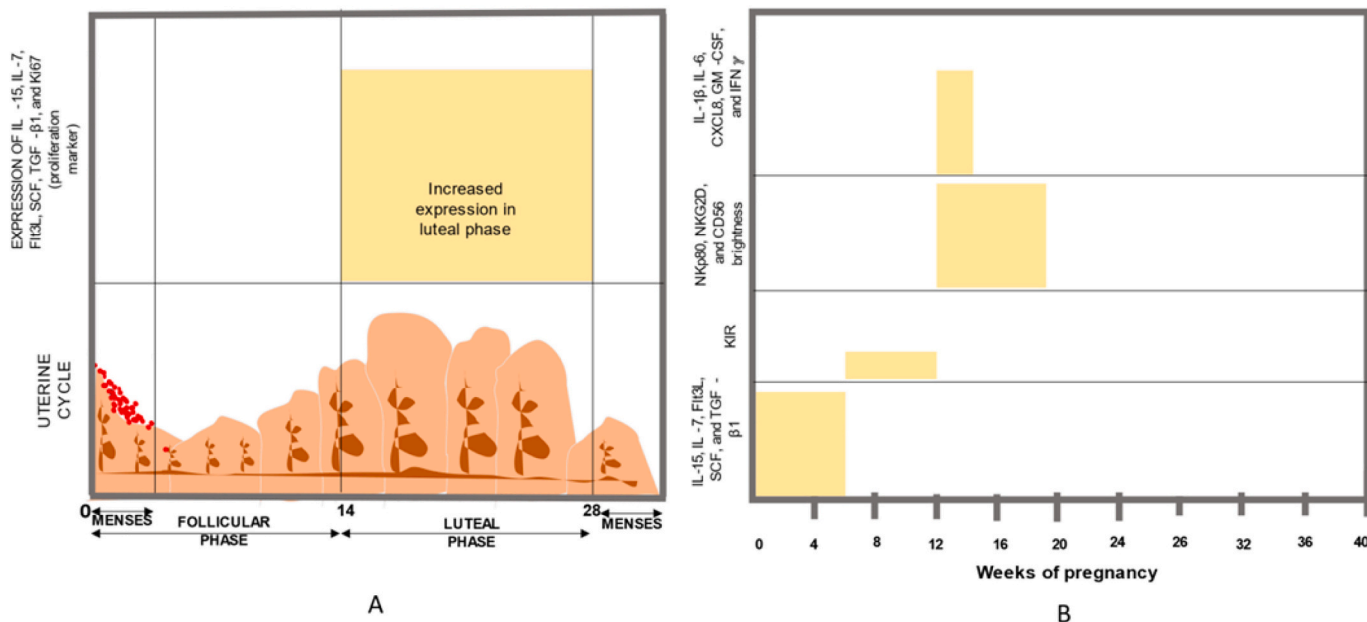 EXPRESSION OF IL -15, IL -7,
Flt3L, SCF, TGF -β1, and Ki67
(proliferation
marker)
Increased
expression in
luteal phase
UTERINE
CYCLE
0
14
28
MENSES
FOLLICULAR
PHASE
LUTEAL
PHASE
MENSES
A
IL -1β, IL -6,
CXCL8, GM -CSF,
and IFN γ
NKp80, NKG2D,
and CD56
brightness
KIR
IL-15, IL -7, Flt3L,
SCF, and TGF -
β1
0 4 8 12 16 20 24 26 32 36 40
Weeks of pregnancy
B